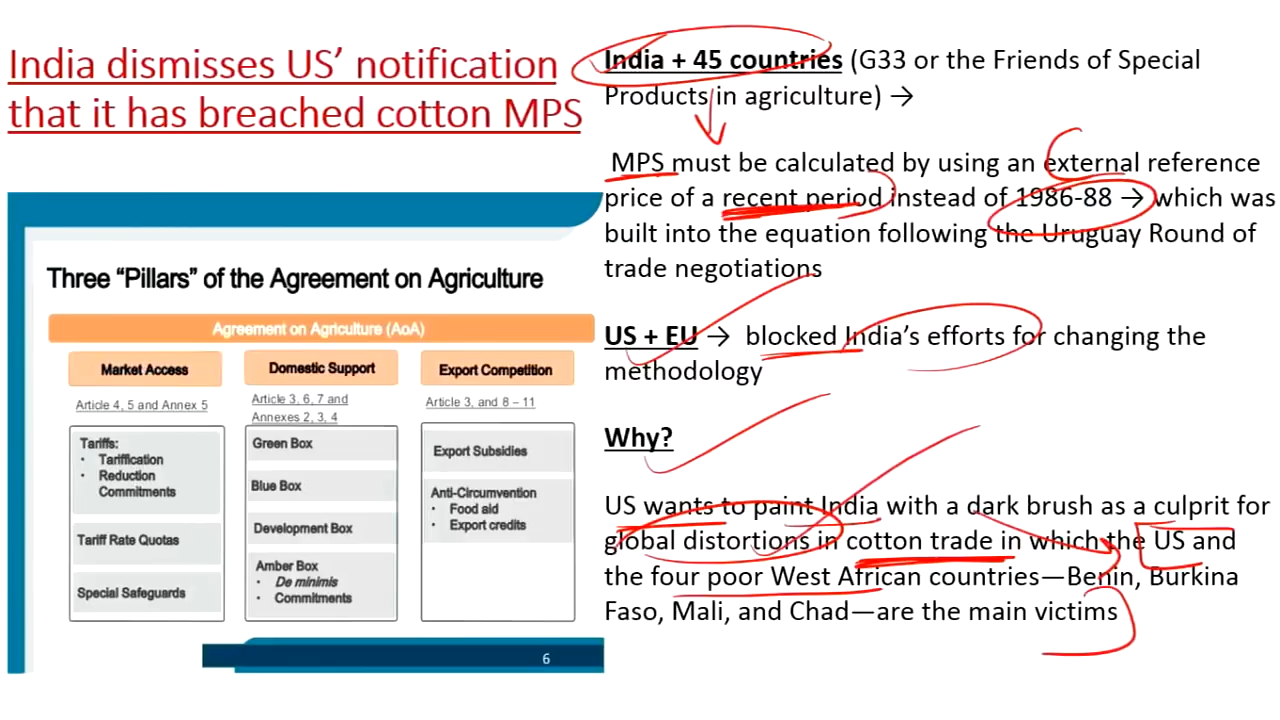 India dismisses US’ notification
that it has breached cotton MPS
Three “Pillars” of the Agreement on Agriculture
Agreement on Agriculture (AoA)
Market Access
Article 4, 5 and Annex 5
Tariffs:
• Tariffication
• Reduction
Commitments
Tariff Rate Quotas
Special Safeguards
Domestic Support
Article 3, 6, 7 and
Annexes 2, 3, 4
Green Box
Blue Box
Development Box
Amber Box
• De minimis
• Commitments
Export Competition
Article 3, and 8 – 11
Export Subsidies
Anti-Circumvention
• Food aid
• Export credits
6
India + 45 countries (G33 or the Friends of Special
Products in agriculture) →
MPS must be calculated by using an external reference
price of a recent period instead of 1986-88 → which was
built into the equation following the Uruguay Round of
trade negotiations
US + EU → blocked India’s efforts for changing the
methodology
Why?
US wants to paint India with a dark brush as a culprit for
global distortions in cotton trade in which the US and
the four poor West African countries—Benin, Burkina
Faso, Mali, and Chad—are the main victims